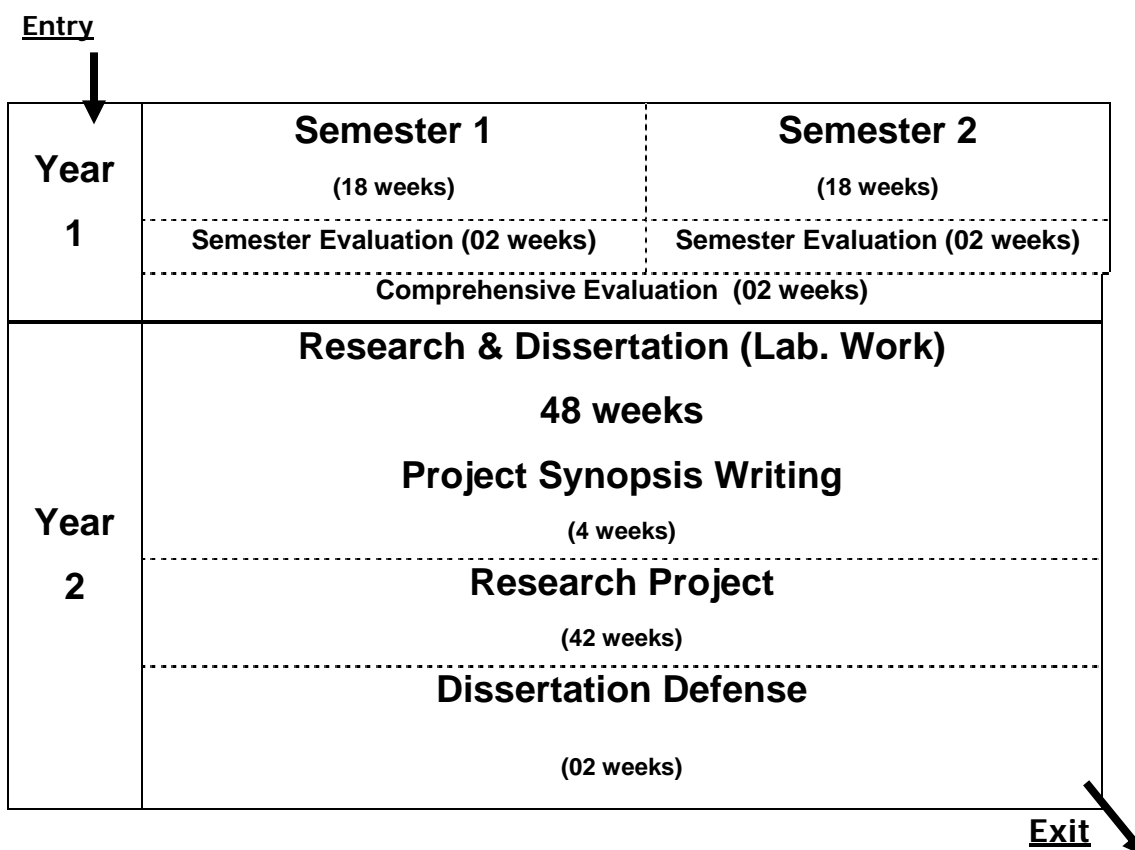 Entry
Year
1
Semester 1
(18 weeks)
Semester 2
(18 weeks)
Semester Evaluation (02 weeks)
Semester Evaluation (02 weeks)
Comprehensive Evaluation (02 weeks)
Year
2
Research & Dissertation (Lab. Work)
48 weeks
Project Synopsis Writing
(4 weeks)
Research Project
(42 weeks)
Dissertation Defense
(02 weeks)
Exit